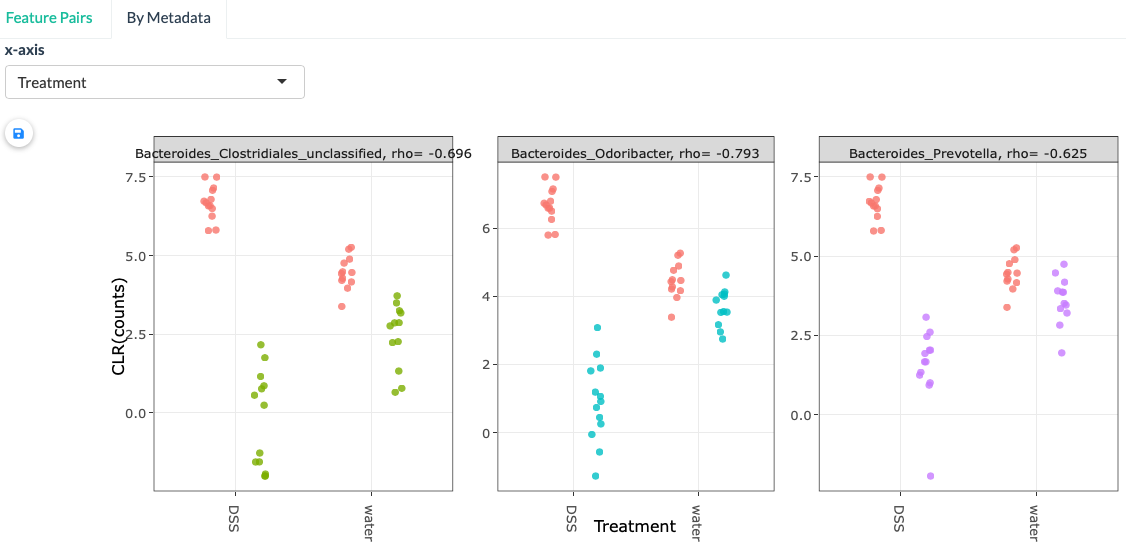 Feature Pairs By Metadata
x-axis
Treatment
Bacteroides_Clostridiales_unclassified, rho= -0.696 Bacteroides_Odoribacter, rho= -0.793 Bacteroides_Prevotella, rho= -0.625
CLR(counts)
7.5
5.0
2.5
0.0
6
4
2
0
7.5
5.0
2.5
0.0
DSS water DSS water DSS water
Treatment